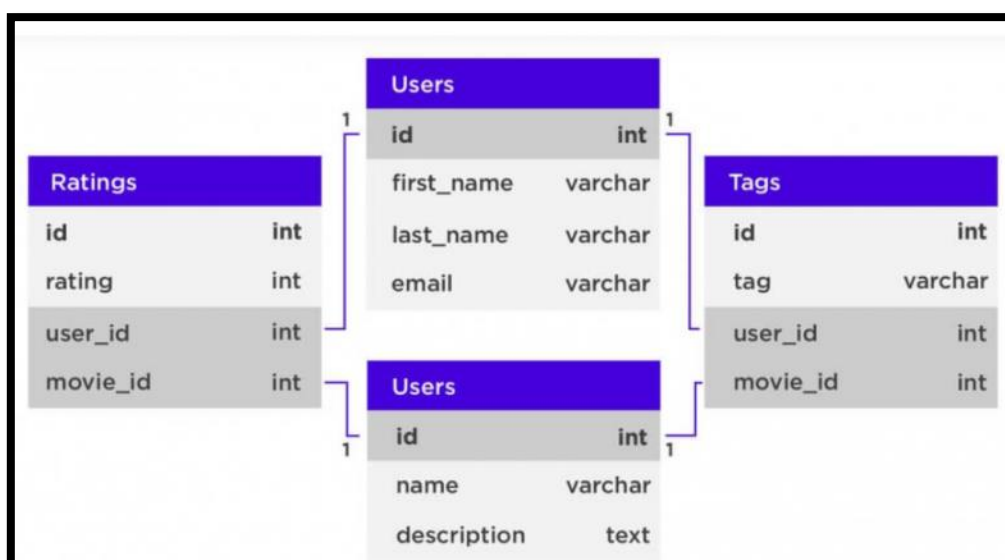 Users
1
id int
1
first_name varchar
last_name varchar
email varchar
Ratings
id int
rating int
user_id int
movie_id int
Tags
id int
tag varchar
user_id int
movie_id int
Users
1
id int
1
name varchar
description text